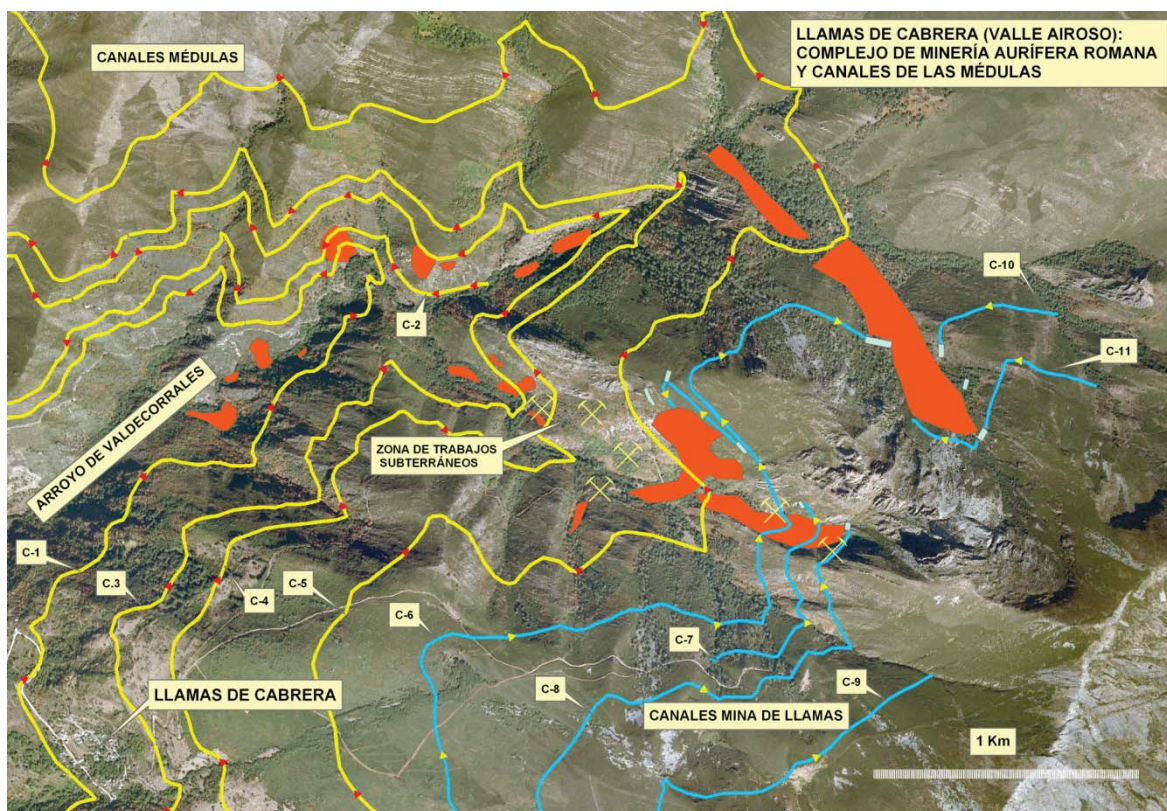 CANALES MÉDULAS
LLAMAS DE CABRERA (VALLE AIROSO):
COMPLEJO DE MINERÍA AURÍFERA ROMANA
Y CANALES DE LAS MÉDULAS
C-10
C-2
C-11
ARROYO DE VALDECORRALES
ZONA DE TRABAJOS
SUBTERRÁNEOS
C-1
C.3
C-4
C-5
C-6
C-7
C-8
C-9
LLAMAS DE CABRERA
CANALES MINA DE LLAMAS
1 Km